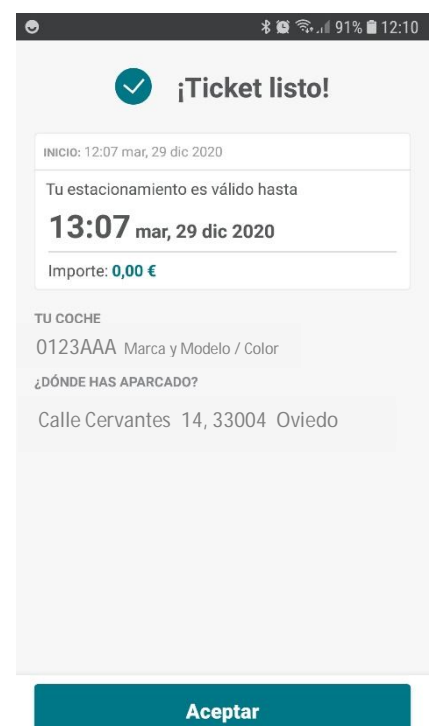 91% 12:10
¡Ticket listo!
INICIO: 12:07 mar, 29 dic 2020
Tu estacionamiento es válido hasta
13:07 mar, 29 dic 2020
Importe: 0,00 €
TU COCHE
0123AAA Marca y Modelo / Color
¿DÓNDE HAS APARCADO?
Calle Cervantes 14, 33004 Oviedo
Aceptar